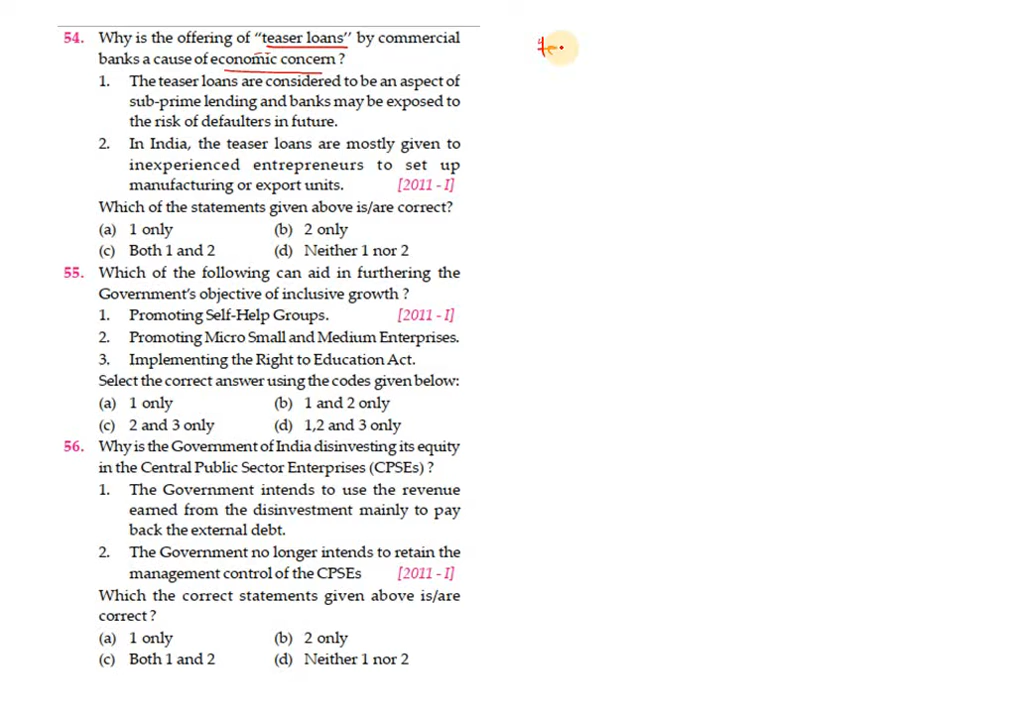 54. Why is the offering of "teaser loans" by commercial
banks a cause of economic concern ?
1. The teaser loans are considered to be an aspect of
sub-prime lending and banks may be exposed to
the risk of defaulters in future.
2. In India, the teaser loans are mostly given to
inexperienced entrepreneurs to set up
manufacturing or export units. [2011 - I]
Which of the statements given above is/are correct?
(a) 1 only (b) 2 only
(c) Both 1 and 2 (d) Neither 1 nor 2
55. Which of the following can aid in furthering the
Government's objective of inclusive growth ?
1. Promoting Self-Help Groups. [2011 - I]
2. Promoting Micro Small and Medium Enterprises.
3. Implementing the Right to Education Act.
Select the correct answer using the codes given below:
(a) 1 only (b) 1 and 2 only
(c) 2 and 3 only (d) 1,2 and 3 only
56. Why is the Government of India disinvesting its equity
in the Central Public Sector Enterprises (CPSEs) ?
1. The Government intends to use the revenue
earned from the disinvestment mainly to pay
back the external debt.
2. The Government no longer intends to retain the
management control of the CPSEs [2011 - I]
Which the correct statements given above is/are
correct ?
(a) 1 only (b) 2 only
(c) Both 1 and 2 (d) Neither 1 nor 2